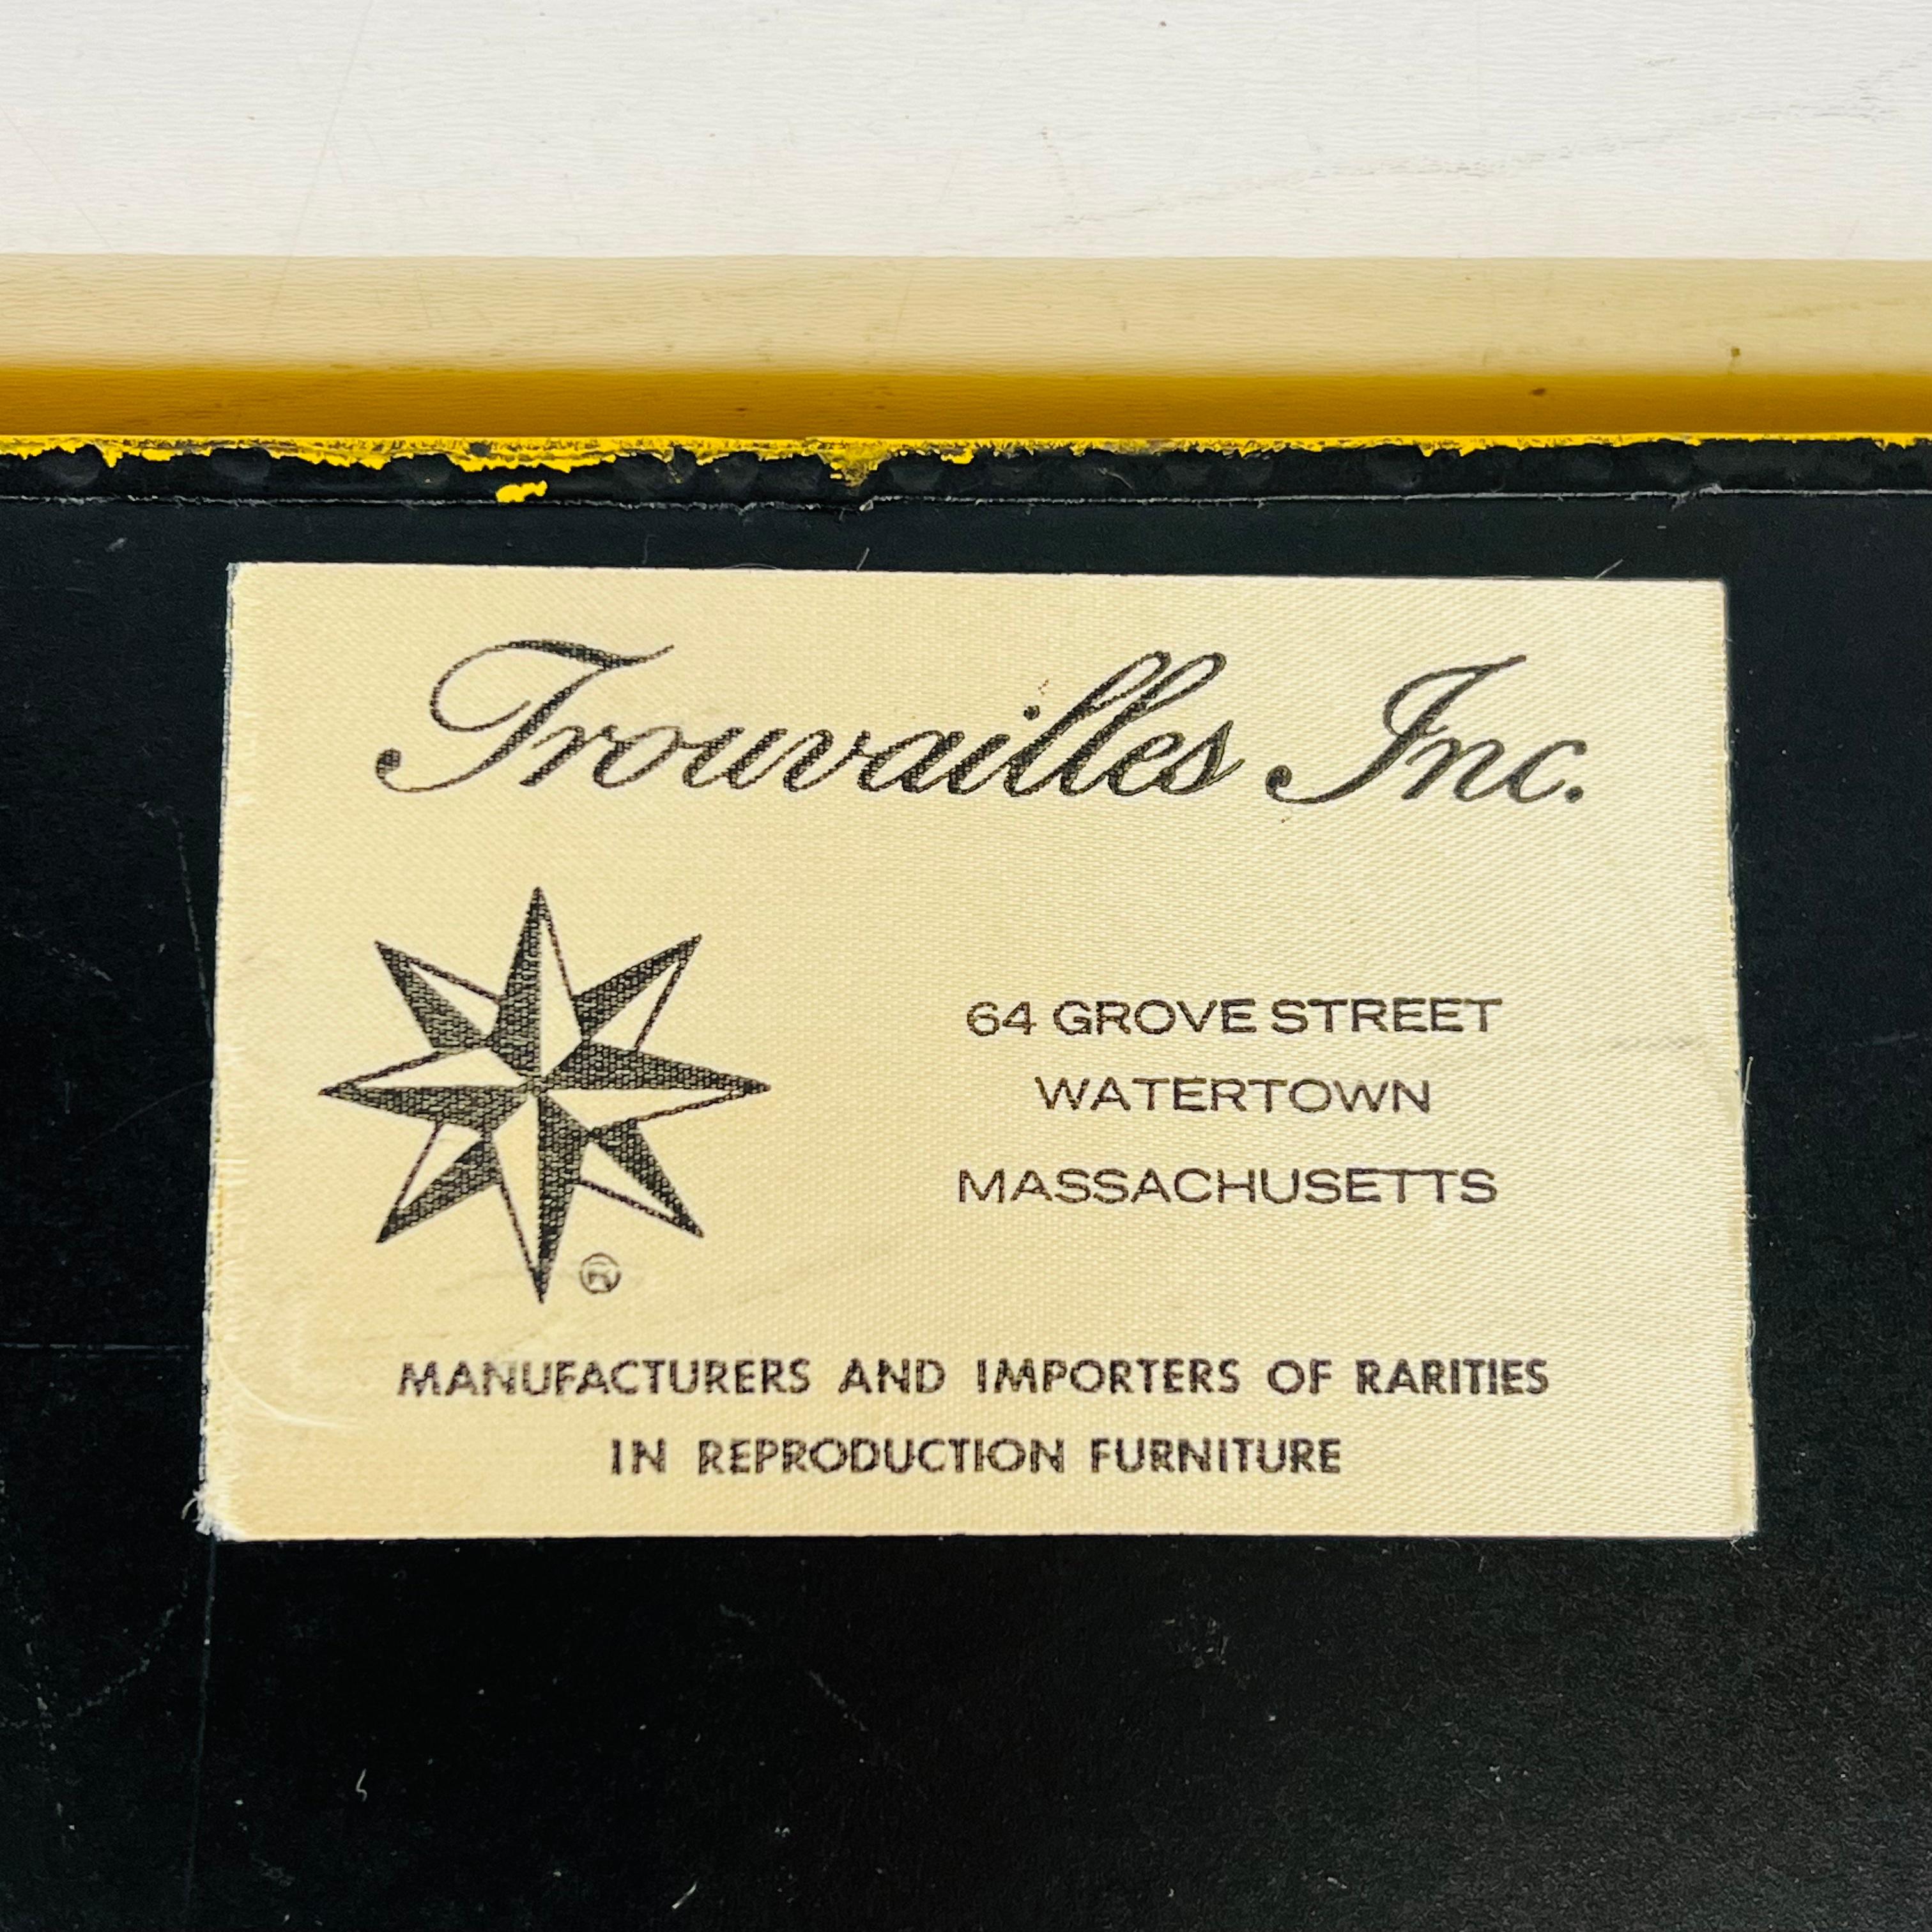 Trouvailles Inc.
64 GROVE STREET
WATERTOWN
MASSACHUSETTS
®
MANUFACTURERS AND IMPORTERS OF RARITIES
IN REPRODUCTION FURNITURE